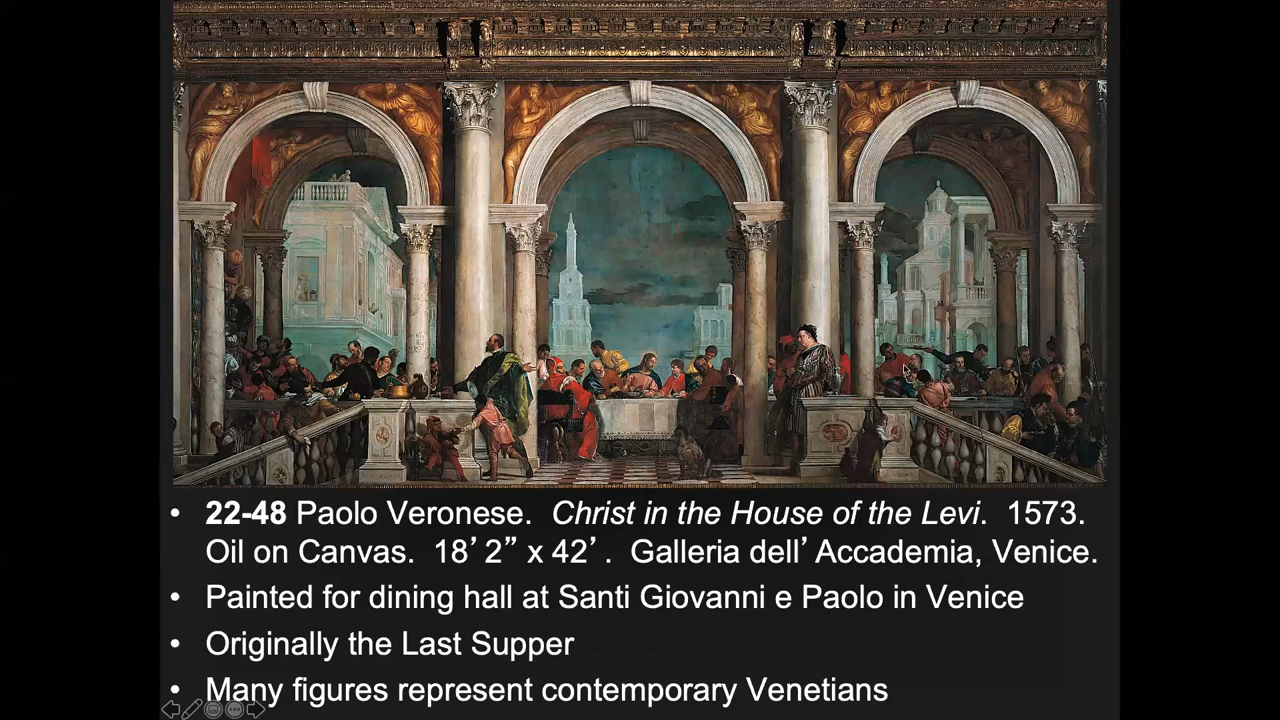 • 22-48 Paolo Veronese.  Christ in the House of the Levi.  1573.
Oil on Canvas.  18’ 2” x 42’ .  Galleria dell’ Accademia, Venice.
• Painted for dining hall at Santi Giovanni e Paolo in Venice
• Originally the Last Supper
• Many figures represent contemporary Venetians